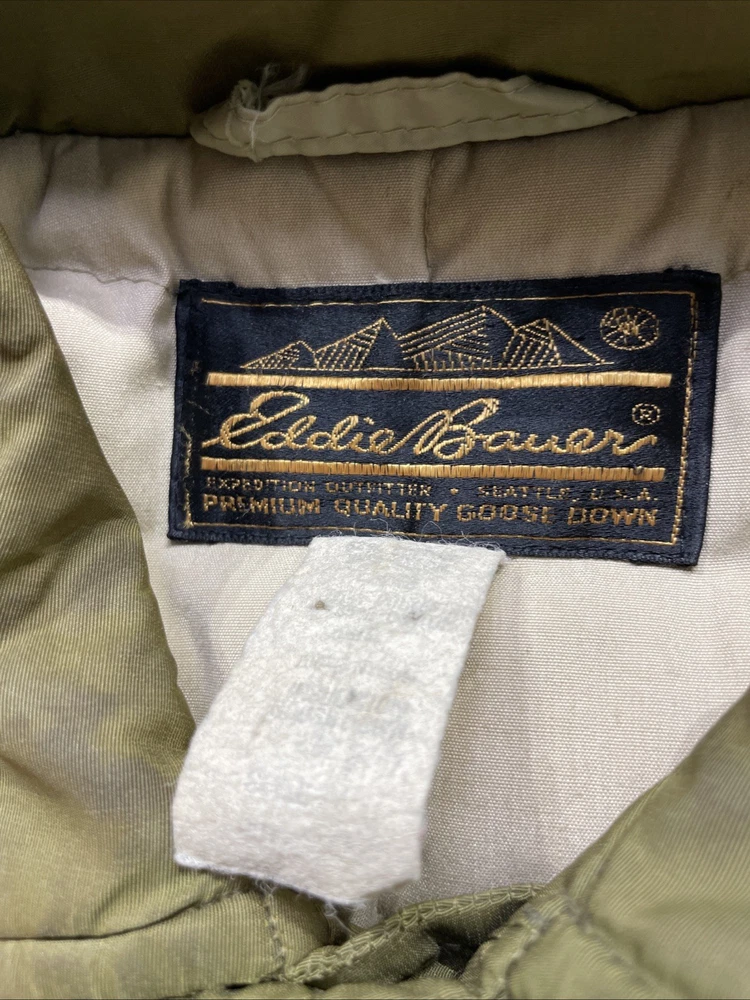 Eddie Bauer ®
EXPEDITION OUTFITTER • SEATTLE, U.S.A.
PREMIUM QUALITY GOOSE DOWN